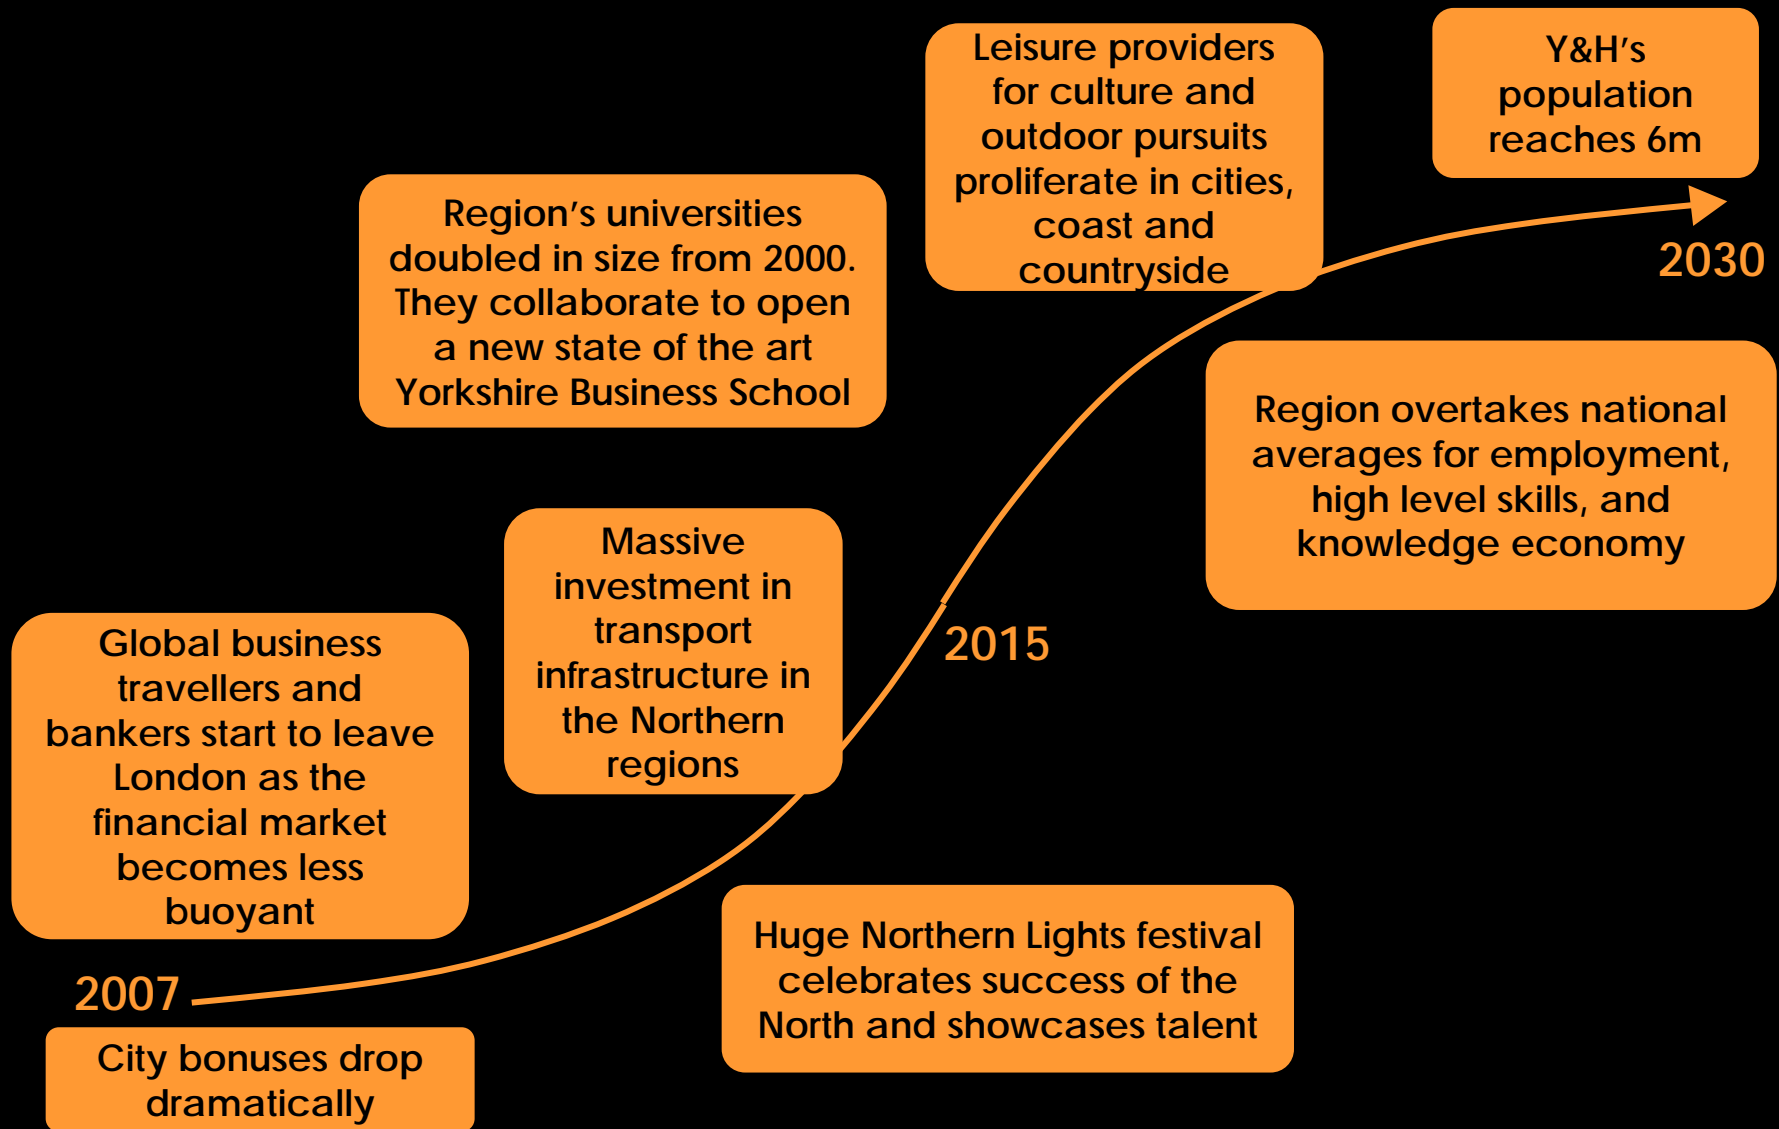 Leisure providers
for culture and
outdoor pursuits
proliferate in cities,
coast and
countryside
Y&H’s
population
reaches 6m
Region’s universities
doubled in size from 2000.
They collaborate to open
a new state of the art
Yorkshire Business School
2030
Region overtakes national
averages for employment,
high level skills, and
knowledge economy
Massive
investment in
transport
infrastructure in
the Northern
regions
2015
Global business
travellers and
bankers start to leave
London as the
financial market
becomes less
buoyant
Huge Northern Lights festival
celebrates success of the
North and showcases talent
2007
City bonuses drop
dramatically